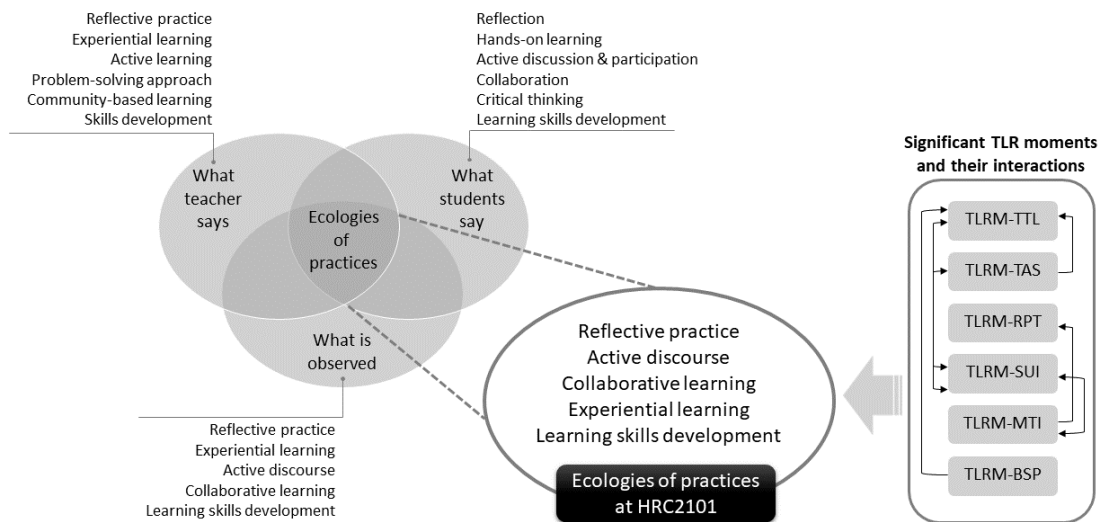 Reflective practice
Experiential learning
Active learning
Problem-solving approach
Community-based learning
Skills development
Reflection
Hands-on learning
Active discussion & participation
Collaboration
Critical thinking
Learning skills development
What
teacher
says
What
students
say
Ecologies
of
practices
What is
observed
Reflective practice
Experiential learning
Active discourse
Collaborative learning
Learning skills development
Reflective practice
Active discourse
Collaborative learning
Experiential learning
Learning skills development
Ecologies of practices
at HRC2101
Significant TLR moments
and their interactions
TLRM-TTL
TLRM-TAS
TLRM-RPT
TLRM-SUI
TLRM-MTI
TLRM-BSP